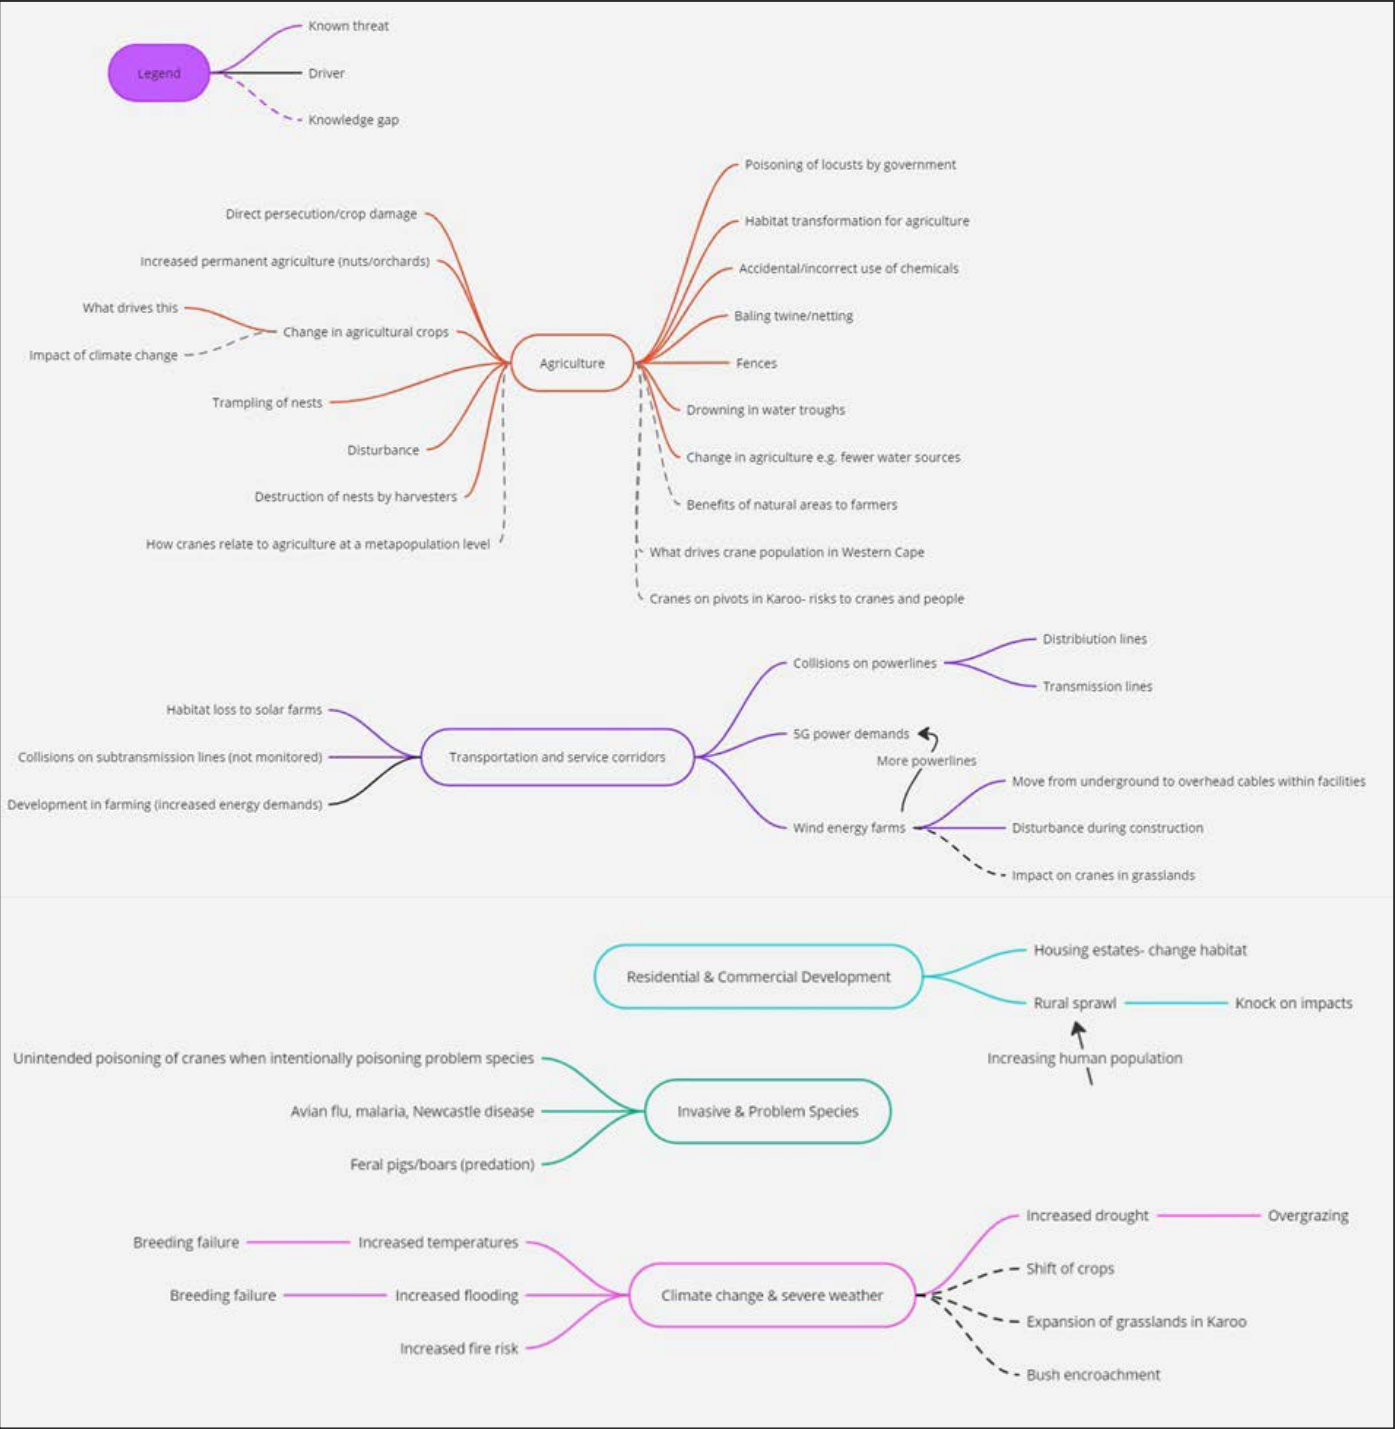 Known threat
Legend
Driver
Knowledge gap
Poisoning of locusts by government
Direct persecution/crop damage
Habitat transformation for agriculture
Increased permanent agriculture (nuts/orchards)
Accidental/incorrect use of chemicals
What drives this
Baling twine/netting
Change in agricultural crops
Impact of climate change
Agriculture
Fences
Trampling of nests
Drowning in water troughs
Disturbance
Change in agriculture e.g. fewer water sources
Destruction of nests by harvesters
Benefits of natural areas to farmers
How cranes relate to agriculture at a metapopulation level
What drives crane population in Western Cape
Cranes on pivots in Karoo- risks to cranes and people
Distribiution lines
Collisions on powerlines
Transmission lines
Habitat loss to solar farms
5G power demands
Collisions on subtransmission lines (not monitored)
Transportation and service corridors
More powerlines
Move from underground to overhead cables within facilities
Development in farming (increased energy demands)
Wind energy farms
Disturbance during construction
Impact on cranes in grasslands
Housing estates- change habitat
Residential & Commercial Development
Rural sprawl
Knock on impacts
Increasing human population
Unintended poisoning of cranes when intentionally poisoning problem species
Avian flu, malaria, Newcastle disease
Invasive & Problem Species
Feral pigs/boars (predation)
Increased drought
Overgrazing
Breeding failure
Increased temperatures
Shift of crops
Breeding failure
Increased flooding
Climate change & severe weather
Expansion of grasslands in Karoo
Increased fire risk
Bush encroachment